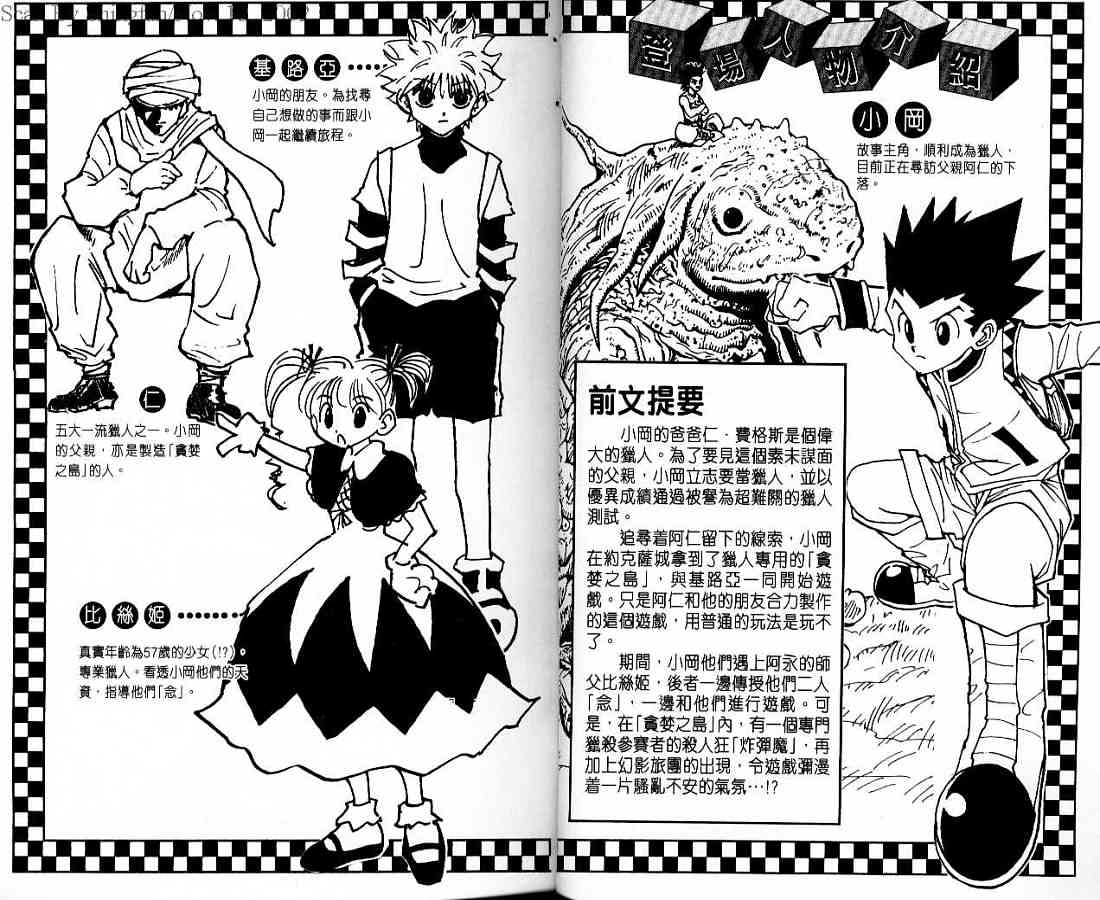 登場人物介紹
小岡
故事主角，順利成為獵人，
目前正在尋訪父親阿仁的下
落。
前文提要
小岡的爸爸仁．費格斯是個偉
大的獵人。為了要見這個素未謀面
的父親，小岡立志要當獵人，並以
優異成績通過被譽為超難關的獵人
測試。
追尋着阿仁留下的線索，小岡
在約克薩城拿到了獵人專用的「貪
婪之島」，與基路亞一同開始遊
戲。只是阿仁和他的朋友合力製作
的這個遊戲，用普通的玩法是玩不
了。
期間，小岡他們遇上阿永的師
父比絲姬，後者一邊傳授他們二人
「念」，一邊和他們進行遊戲。可
是，在「貪婪之島」內，有一個專門
獵殺參賽者的殺人狂「炸彈魔」，再
加上幻影旅團的出現，令遊戲彌漫
着一片騷亂不安的氣氛…!?
基路亞
小岡的朋友。為找尋
自己想做的事而跟小
岡一起繼續旅程。
仁
五大一流獵人之一。小岡
的父親，亦是製造「貪婪
之島」的人。
比絲姬
真實年齡為57歲的少女(!?)，
專業獵人。看透小岡他們的天
資，指導他們「念」。